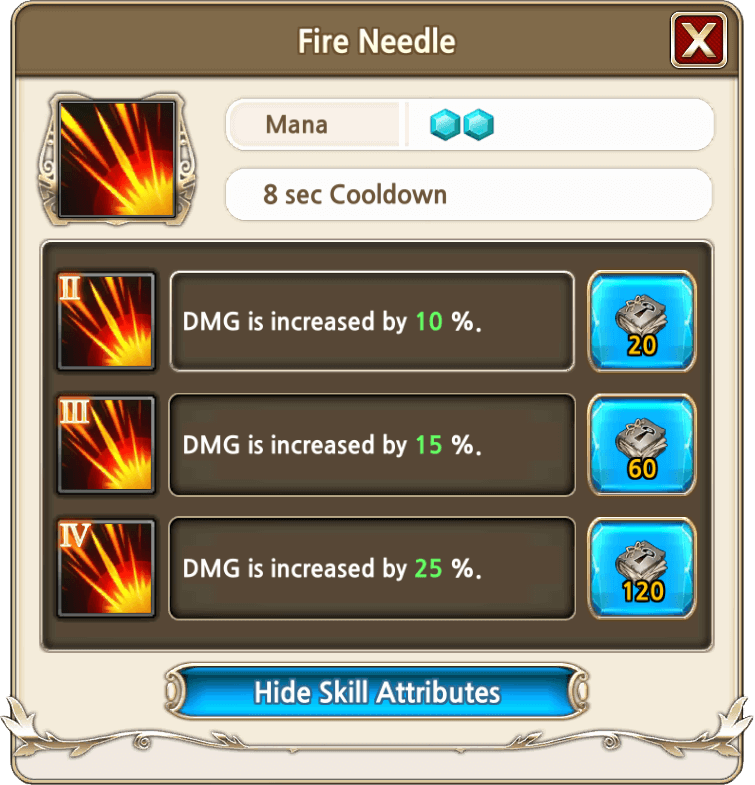 Fire Needle
X
Mana
8 sec Cooldown
II
DMG is increased by 10 %.
20
III
DMG is increased by 15 %.
60
IV
DMG is increased by 25 %.
120
Hide Skill Attributes